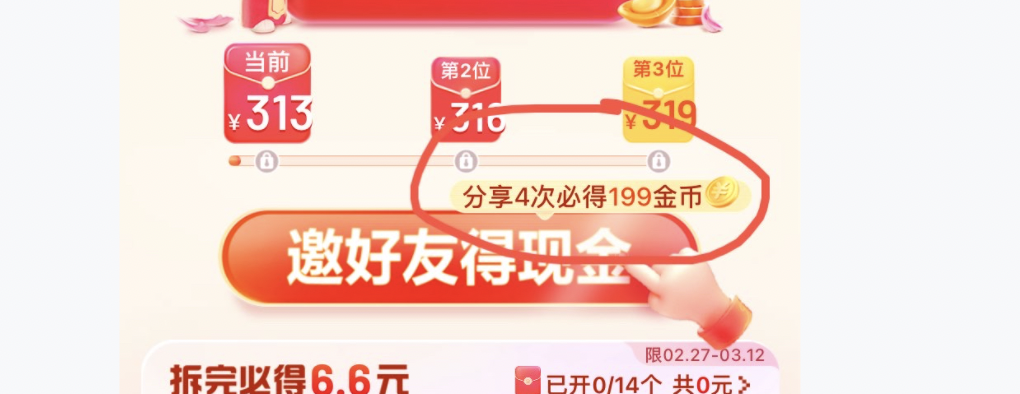 当前
¥313
第2位
¥316
第3位
¥319
分享4次必得199金币
邀好友得现金
限02.27-03.12
拆完必得6.6元
已开0/14个 共0元